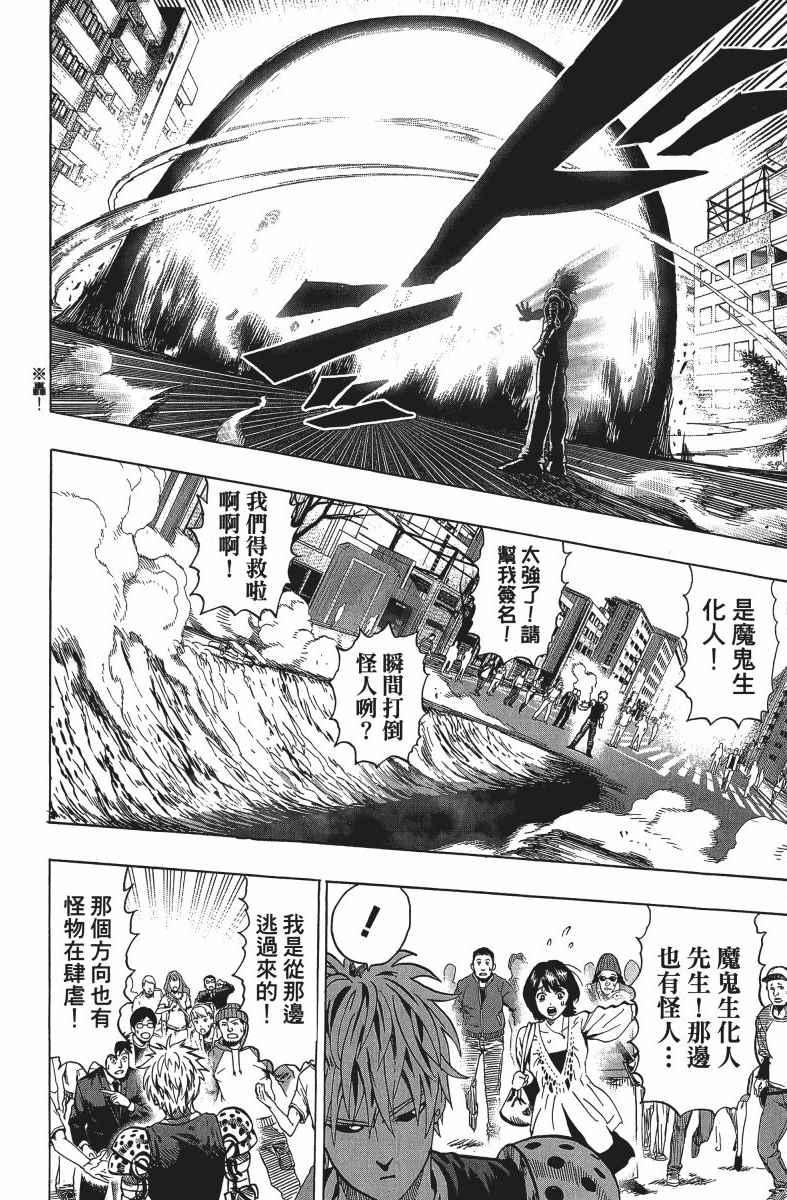 ※轟！
是魔鬼生
化人！
太強了！請
幫我簽名！
瞬間打倒
怪人咧？
我們得救啦
啊啊啊！
魔鬼生化人
先生！那邊
也有怪人…
！
我是從那邊
逃過來的！
那個方向也有
怪物在肆虐！